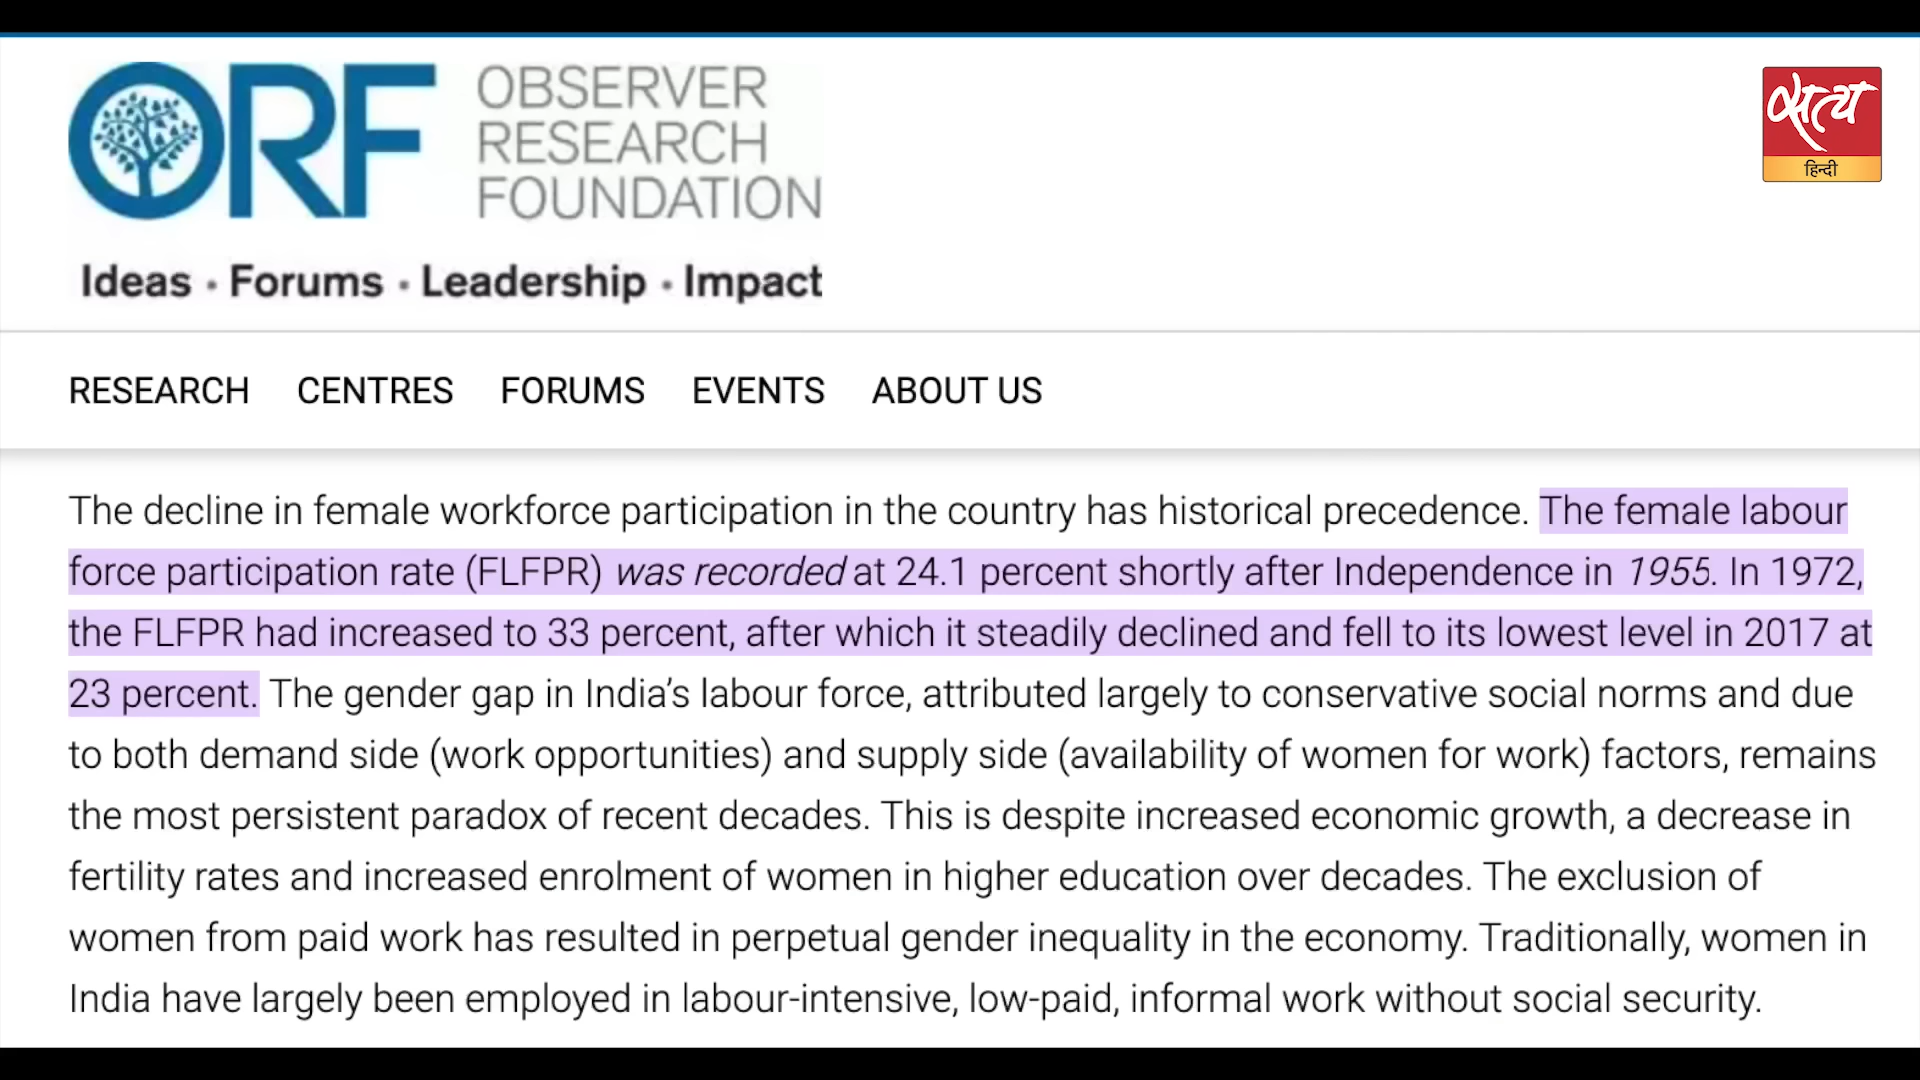 ORF
OBSERVER
RESEARCH
FOUNDATION
Ideas · Forums · Leadership · Impact
सत्य
हिन्दी
RESEARCH CENTRES FORUMS EVENTS ABOUT US
The decline in female workforce participation in the country has historical precedence. The female labour
force participation rate (FLFPR) was recorded at 24.1 percent shortly after Independence in 1955. In 1972,
the FLFPR had increased to 33 percent, after which it steadily declined and fell to its lowest level in 2017 at
23 percent. The gender gap in India’s labour force, attributed largely to conservative social norms and due
to both demand side (work opportunities) and supply side (availability of women for work) factors, remains
the most persistent paradox of recent decades. This is despite increased economic growth, a decrease in
fertility rates and increased enrolment of women in higher education over decades. The exclusion of
women from paid work has resulted in perpetual gender inequality in the economy. Traditionally, women in
India have largely been employed in labour-intensive, low-paid, informal work without social security.